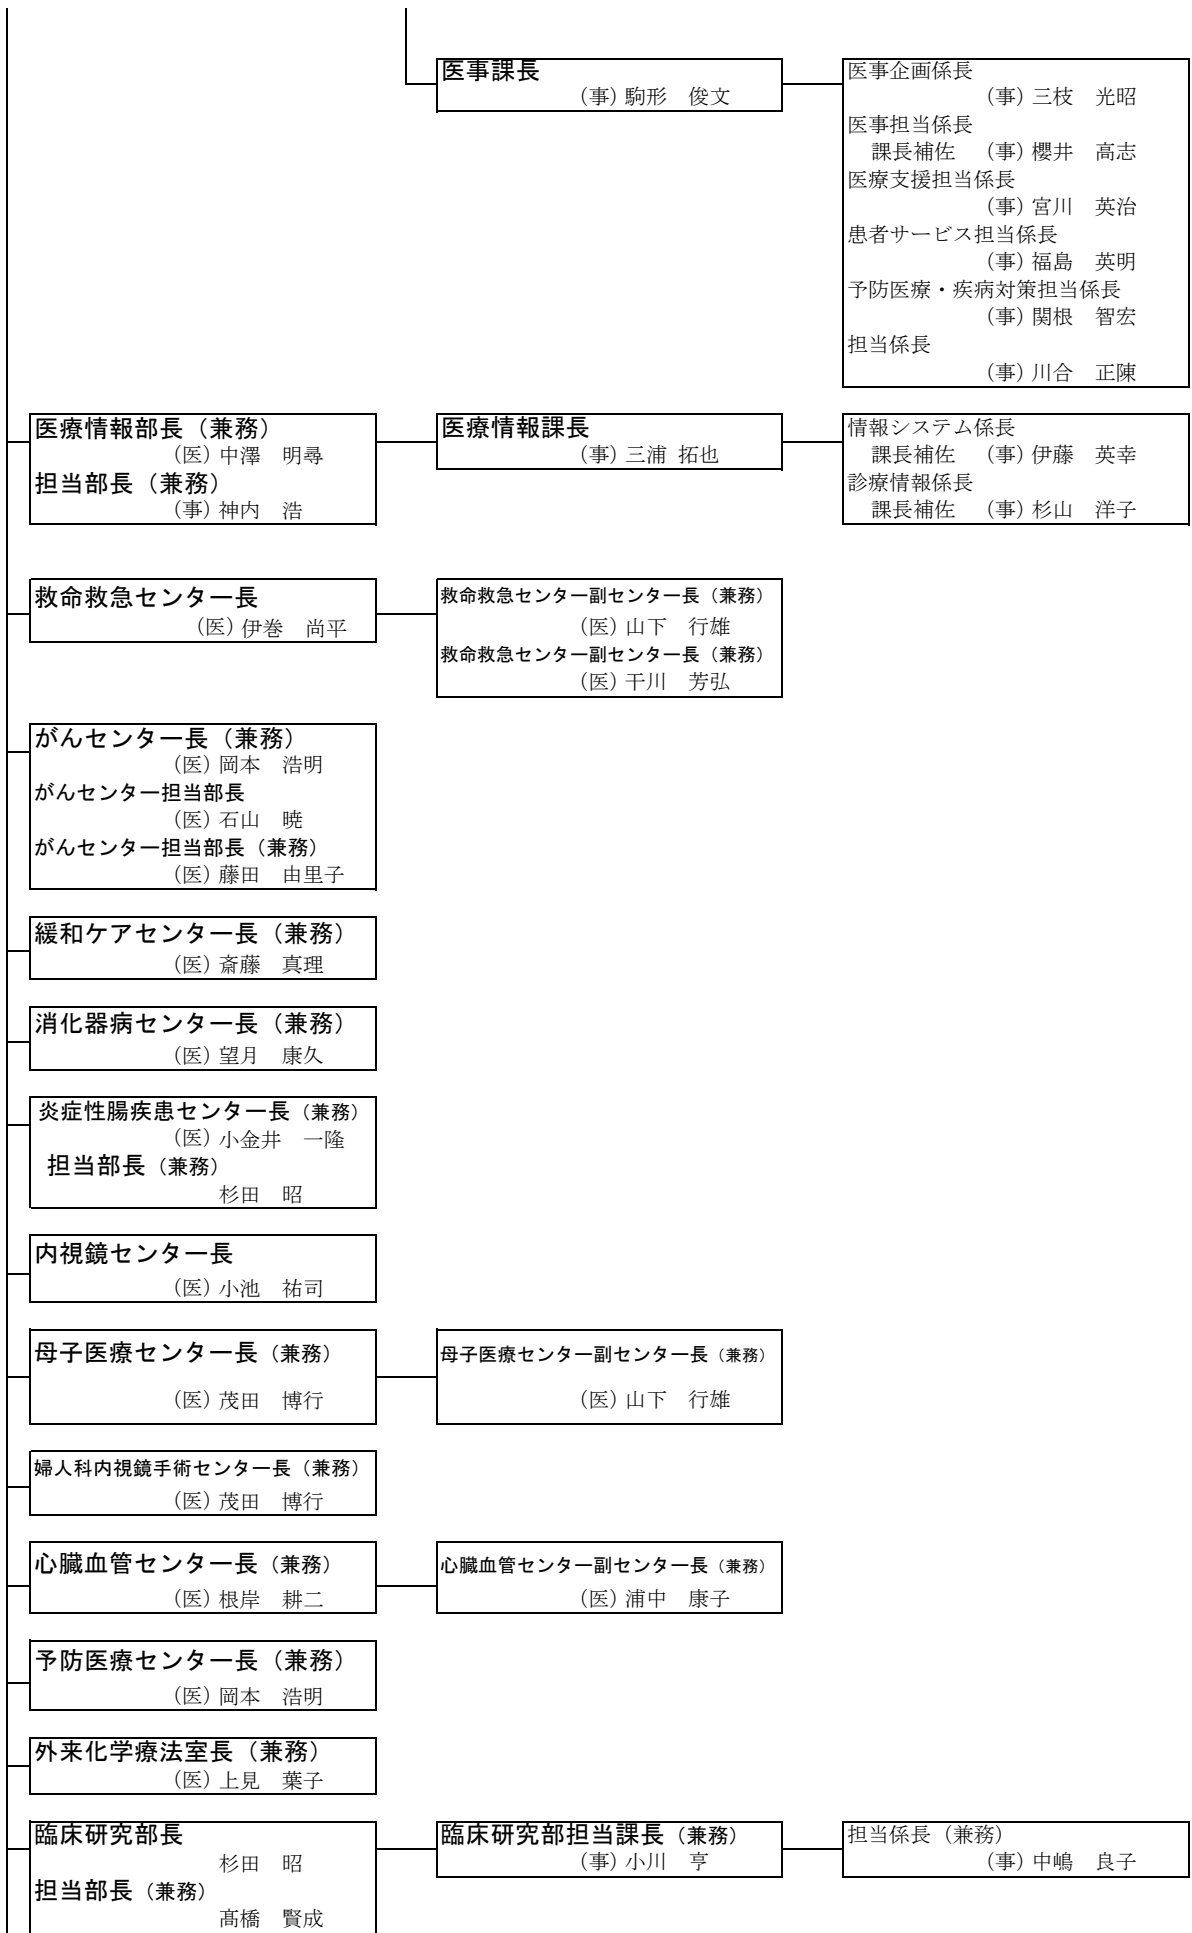 医事課長
(事) 駒形　俊文
医事企画係長
(事) 三枝　光昭
医事担当係長
課長補佐　(事) 櫻井　高志
医療支援担当係長
(事) 宮川　英治
患者サービス担当係長
(事) 福島　英明
予防医療・疾病対策担当係長
(事) 関根　智宏
担当係長
(事) 川合　正陳
医療情報部長（兼務）
(医) 中澤　明尋
担当部長（兼務）
(事) 神内　浩
医療情報課長
(事) 三浦 拓也
情報システム係長
課長補佐　(事) 伊藤　英幸
診療情報係長
課長補佐　(事) 杉山　洋子
救命救急センター長
(医) 伊巻　尚平
救命救急センター副センター長（兼務）
(医) 山下　行雄
救命救急センター副センター長（兼務）
(医) 干川　芳弘
がんセンター長（兼務）
(医) 岡本　浩明
がんセンター担当部長
(医) 石山　暁
がんセンター担当部長（兼務）
(医) 藤田　由里子
緩和ケアセンター長（兼務）
(医) 斎藤　真理
消化器病センター長（兼務）
(医) 望月　康久
炎症性腸疾患センター長（兼務）
(医) 小金井　一隆
担当部長（兼務）
杉田　昭
内視鏡センター長
(医) 小池　祐司
母子医療センター長（兼務）
(医) 茂田　博行
母子医療センター副センター長（兼務）
(医) 山下　行雄
婦人科内視鏡手術センター長（兼務）
(医) 茂田　博行
心臓血管センター長（兼務）
(医) 根岸　耕二
心臓血管センター副センター長（兼務）
(医) 浦中　康子
予防医療センター長（兼務）
(医) 岡本　浩明
外来化学療法室長（兼務）
(医) 上見　葉子
臨床研究部長
杉田　昭
担当部長（兼務）
髙橋　賢成
臨床研究部担当課長（兼務）
(事) 小川　亨
担当係長（兼務）
(事) 中嶋　良子